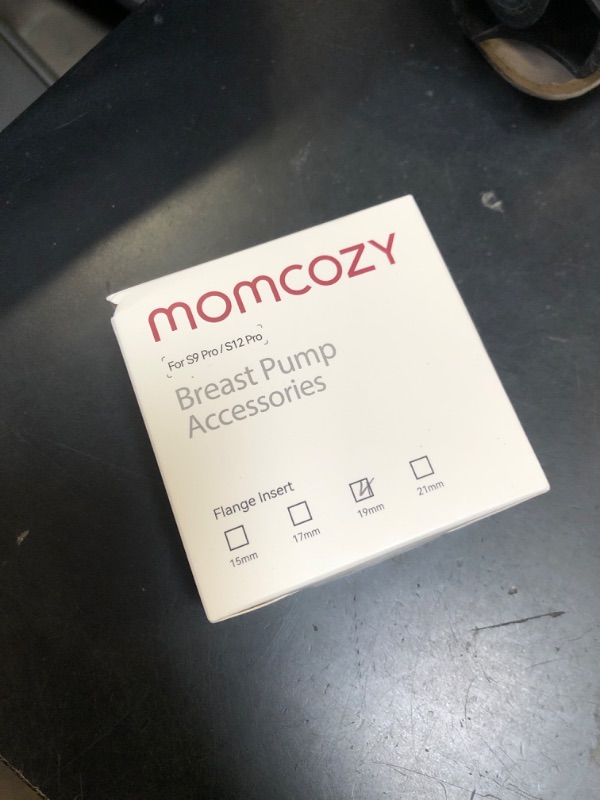 momcozy
For S9 Pro / S12 Pro
Breast Pump
Accessories
Flange Insert
15mm
17mm
19mm
21mm